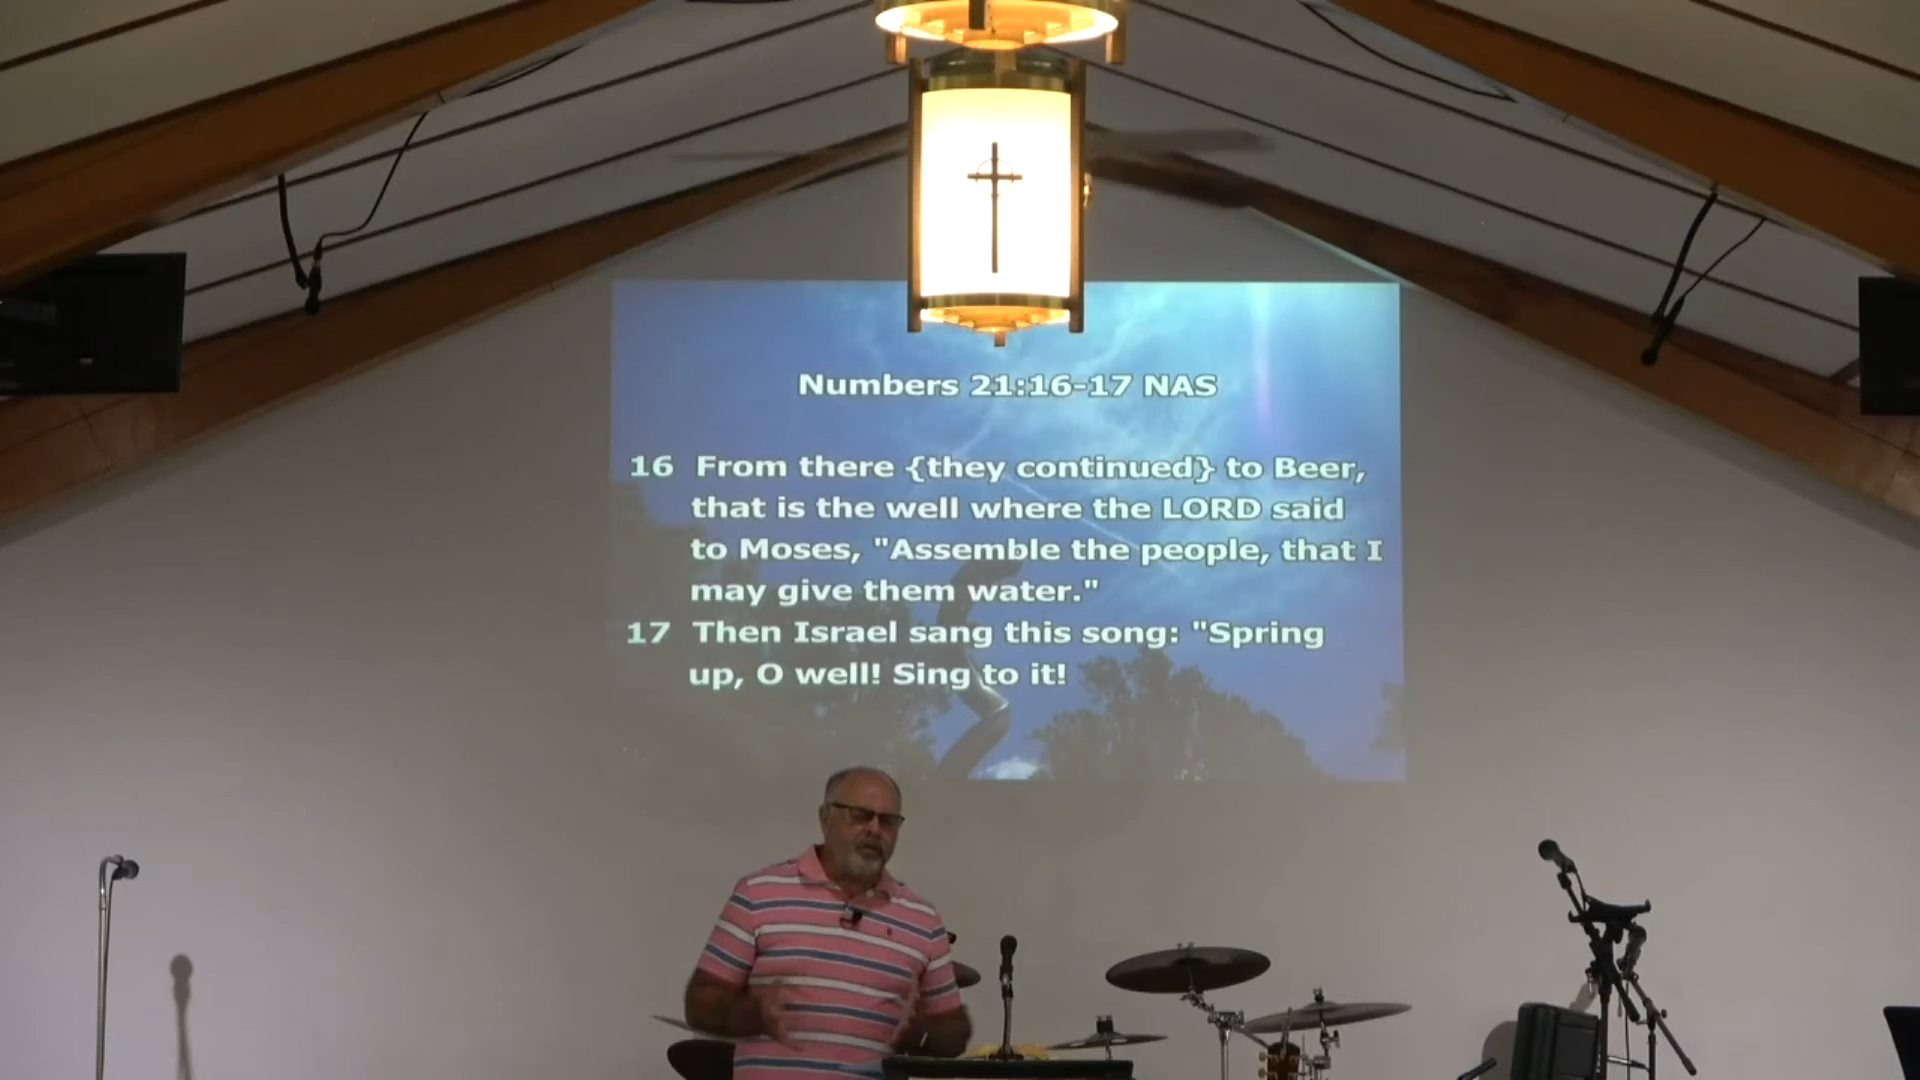 Numbers 21:16-17 NAS
16 From there {they continued} to Beer,
that is the well where the LORD said
to Moses, "Assemble the people, that I
may give them water."
17 Then Israel sang this song: "Spring
up, O well! Sing to it!